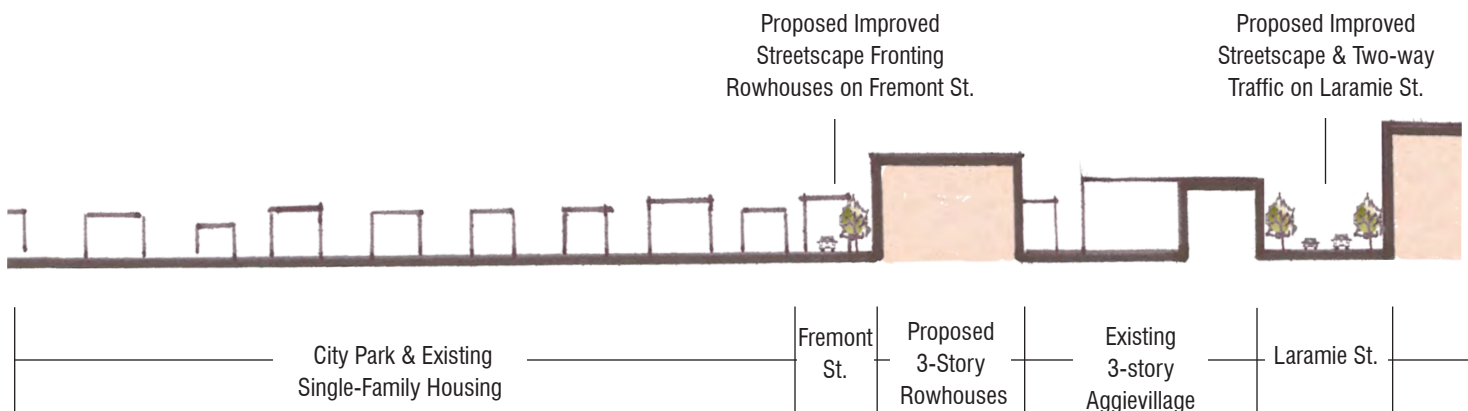 Proposed Improved
Streetscape Fronting
Rowhouses on Fremont St.
Proposed Improved
Streetscape & Two-way
Traffic on Laramie St.
City Park & Existing
Single-Family Housing
Fremont
St.
Proposed
3-Story
Rowhouses
Existing
3-story
Aggievillage
Laramie St.